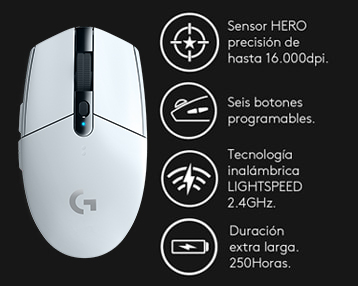 Sensor HERO
precisión de
hasta 16.000dpi.
Seis botones
programables.
Tecnología
inalámbrica
LIGHTSPEED
2.4GHz.
Duración
extra larga.
250Horas.